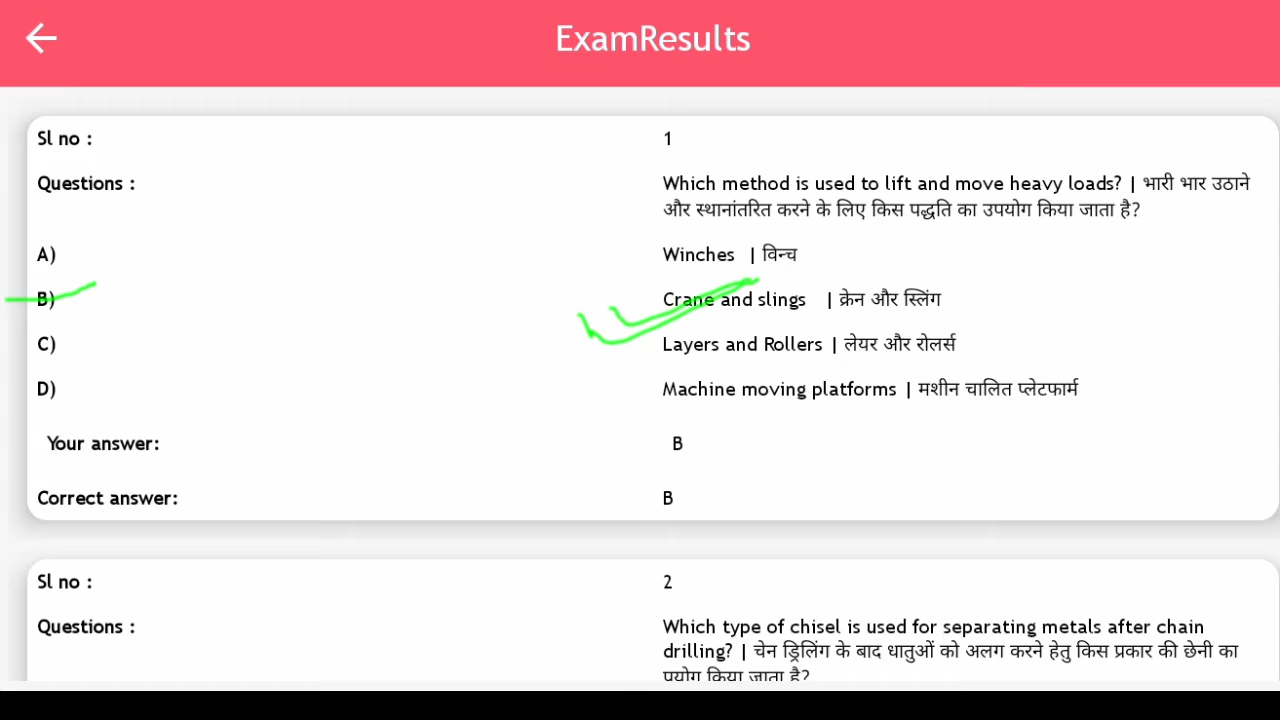 ExamResults
Sl no : 1
Questions : Which method is used to lift and move heavy loads? | भारी भार उठाने
और स्थानांतरित करने के लिए किस पद्धति का उपयोग किया जाता है?
A) Winches | विन्च
B) Crane and slings | क्रेन और स्लिंग
C) Layers and Rollers | लेयर और रोलर्स
D) Machine moving platforms | मशीन चालित प्लेटफार्म
Your answer: B
Correct answer: B
Sl no : 2
Questions : Which type of chisel is used for separating metals after chain
drilling? | चेन ड्रिलिंग के बाद धातुओं को अलग करने हेतु किस प्रकार की छेनी का
प्रयोग किया जाता है?